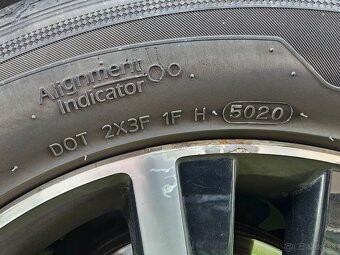 Alignment
Indicator
DOT 2X3F 1F H 5020